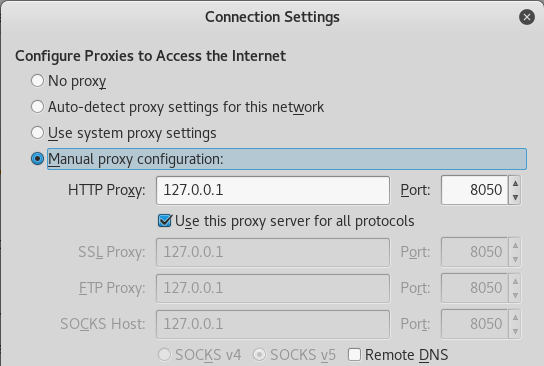 Connection Settings
Configure Proxies to Access the Internet
No proxy
Auto-detect proxy settings for this network
Use system proxy settings
Manual proxy configuration:
HTTP Proxy: 127.0.0.1 Port: 8050
Use this proxy server for all protocols
SSL Proxy: 127.0.0.1 Port: 8050
FTP Proxy: 127.0.0.1 Port: 8050
SOCKS Host: 127.0.0.1 Port: 8050
SOCKS v4 SOCKS v5 Remote DNS